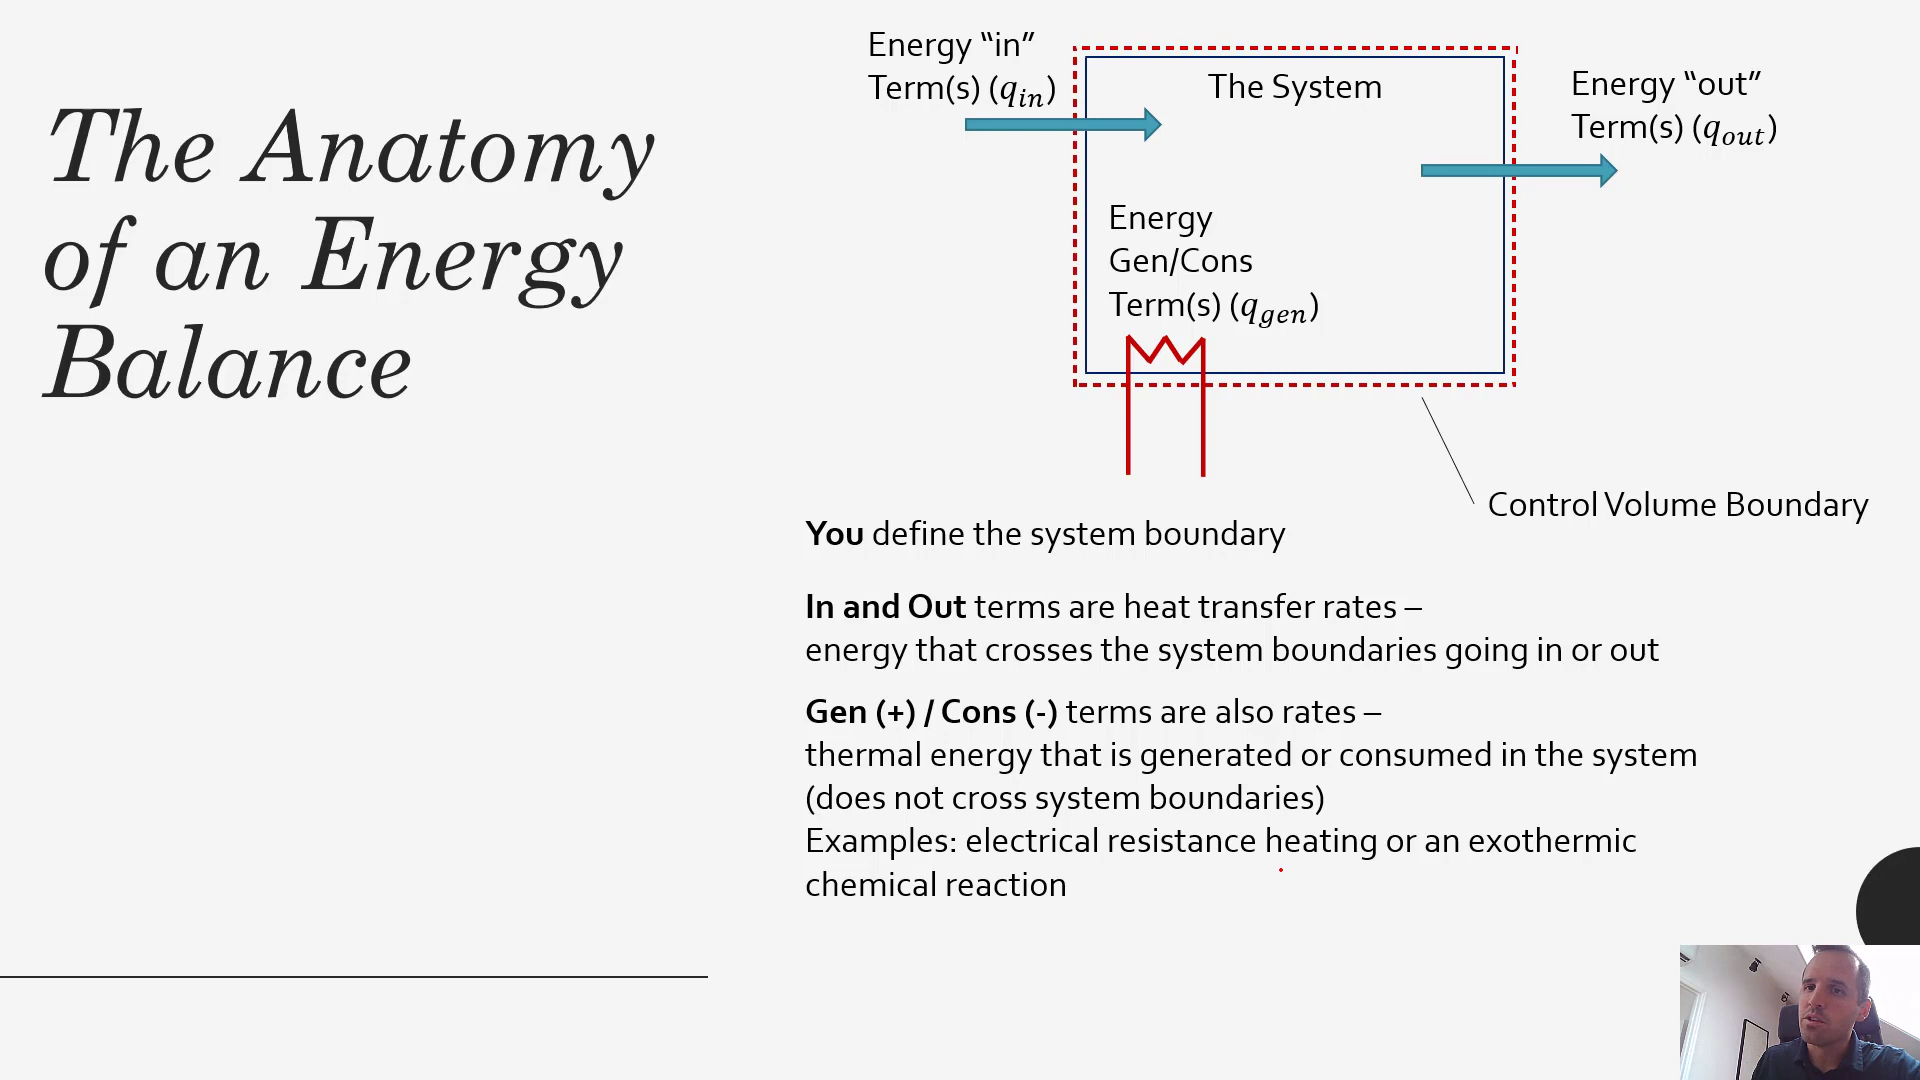 The Anatomy
of an Energy
Balance
Energy “in”
Term(s) (q_in)
The System
Energy “out”
Term(s) (q_out)
Energy
Gen/Cons
Term(s) (q_gen)
Control Volume Boundary
You define the system boundary
In and Out terms are heat transfer rates –
energy that crosses the system boundaries going in or out
Gen (+) / Cons (-) terms are also rates –
thermal energy that is generated or consumed in the system
(does not cross system boundaries)
Examples: electrical resistance heating or an exothermic
chemical reaction